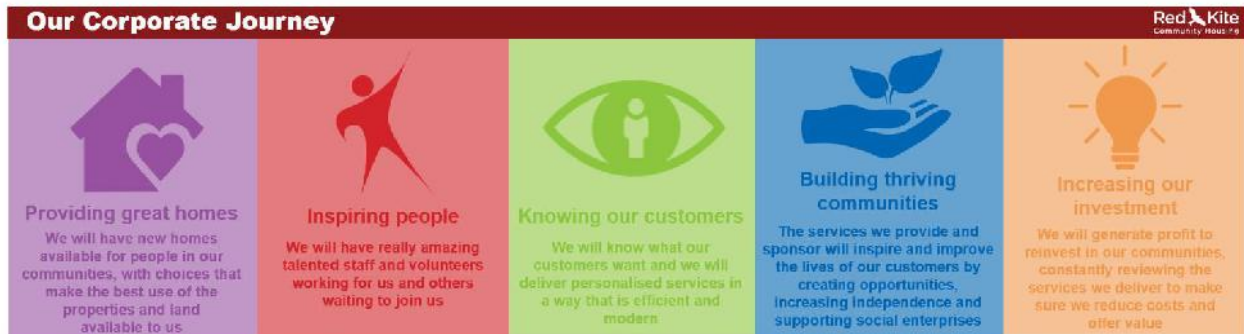 Our Corporate Journey
Red Kite
Community Housing
Providing great homes
We will have new homes
available for people in our
communities, with choices that
make the best use of the
properties and land
available to us
Inspiring people
We will have really amazing
talented staff and volunteers
working for us and others
waiting to join us
Knowing our customers
We will know what our
customers want and we will
deliver personalised services in
a way that is efficient and
modern
Building thriving
communities
The services we provide and
sponsor will inspire and improve
the lives of our customers by
creating opportunities,
increasing independence and
supporting social enterprises
Increasing our
investment
We will generate profit to
reinvest in our communities,
constantly reviewing the
services we deliver to make
sure we reduce costs and
offer value